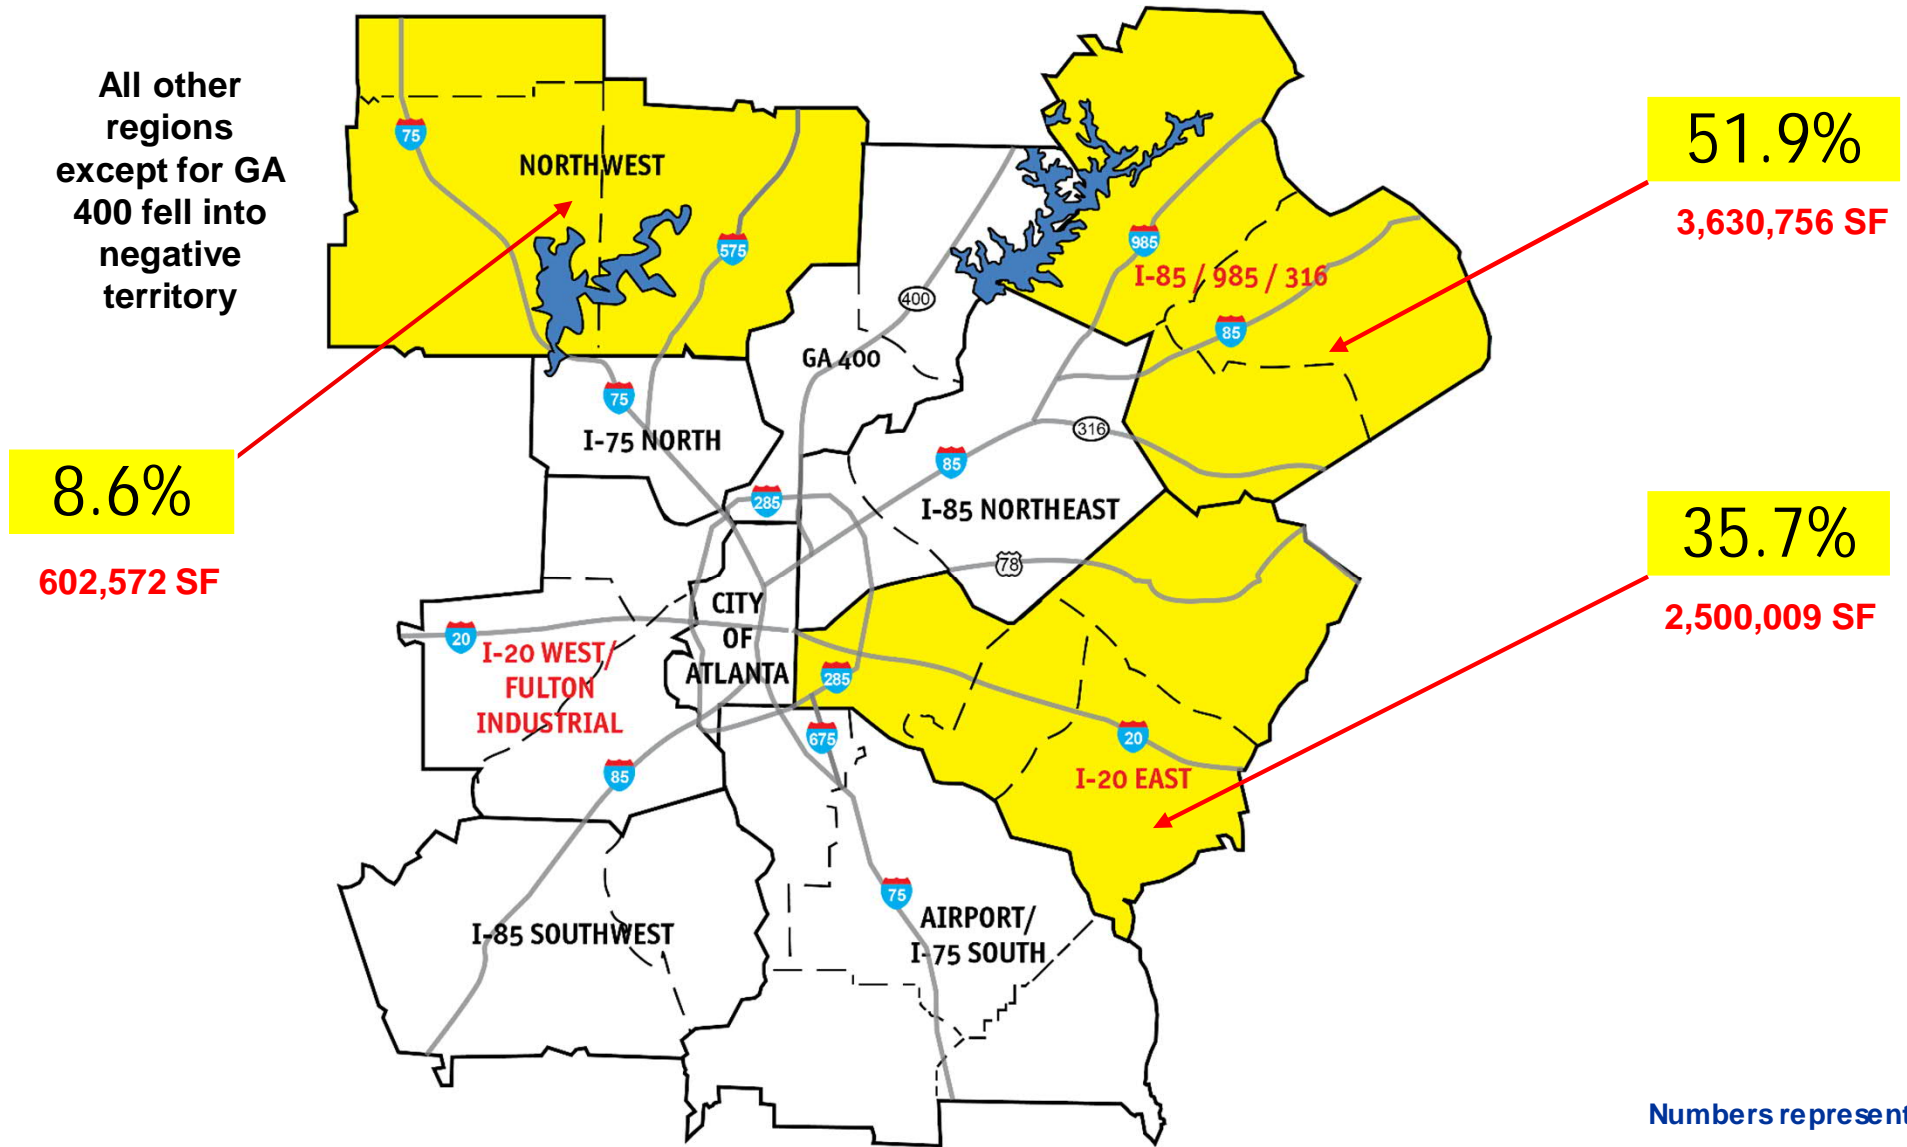 All other
regions
except for GA
400 fell into
negative
territory
51.9%
3,630,756 SF
8.6%
602,572 SF
35.7%
2,500,009 SF
75
NORTHWEST
575
985
I-85 / 985 / 316
85
400
GA 400
75
I-75 NORTH
316
85
285
I-85 NORTHEAST
78
CITY
OF
ATLANTA
20
I-20 WEST/
FULTON
INDUSTRIAL
285
675
20
I-20 EAST
85
75
I-85 SOUTHWEST
AIRPORT/
I-75 SOUTH
Numbers represent